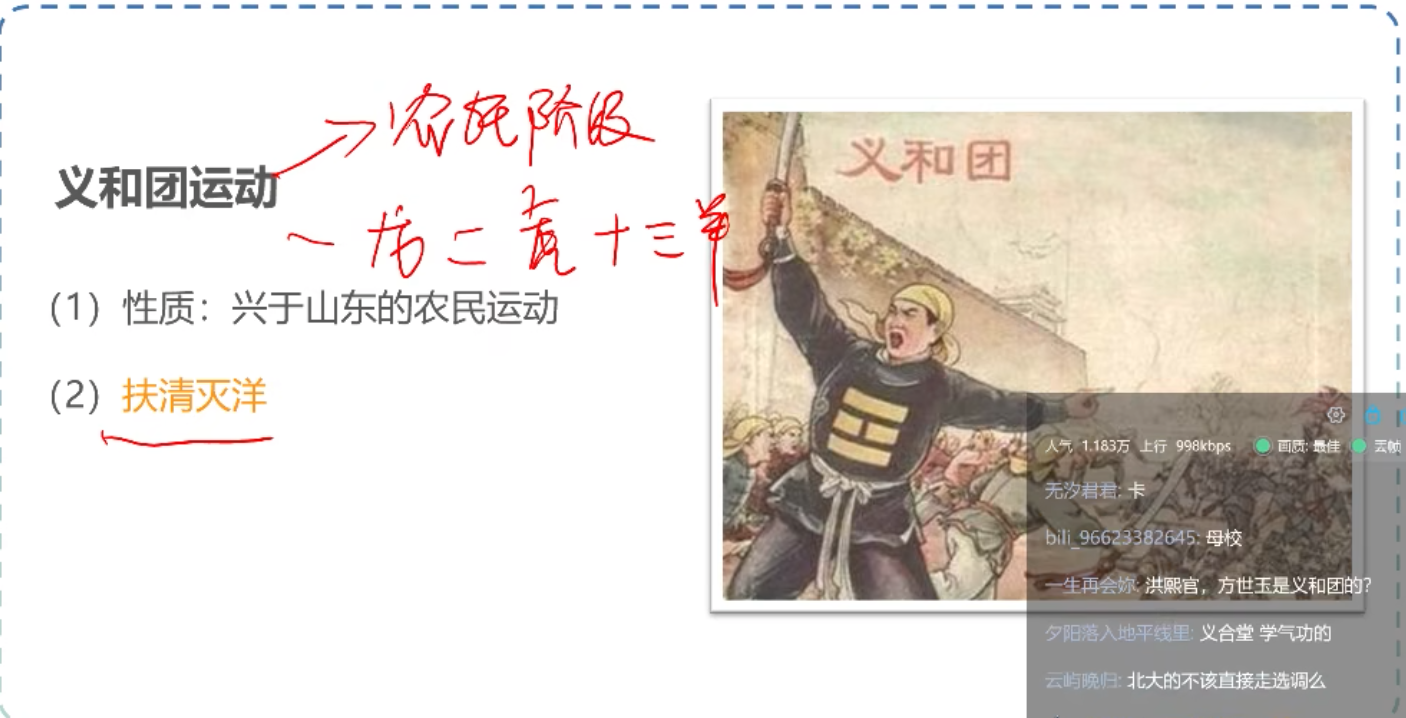 农民阶级
义和团运动
一龙二虎十三羊
(1) 性质：兴于山东的农民运动
(2) 扶清灭洋
义和团
人气 1.183万 上行 998kbps 画质: 最佳 丢帧
无汐君君: 卡
bili_96623382645: 母校
一生再会妳: 洪熙官，方世玉是义和团的?
夕阳落入地平线里: 义合堂 学气功的
云屿晚归: 北大的不该直接走选调么